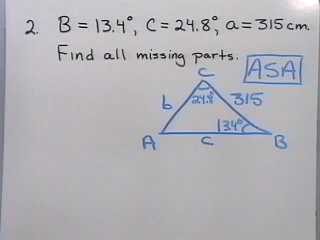 2. B = 13.4°, C = 24.8°, a = 315 cm.
Find all missing parts.
ASA
C
24.8°
b
315
13.4°
A
c
B